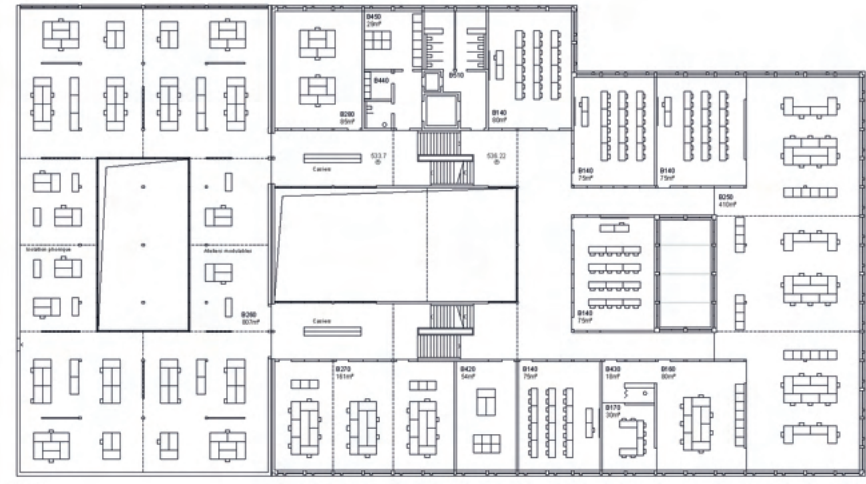 B450
29m²
B440
B510
B280
85m²
B140
80m²
Casiers
533.7
536.22
B140
75m²
B140
75m²
B250
410m²
Isolation phonique
Ateliers modulables
B260
807m²
B140
75m²
Casiers
B270
181m²
B420
54m²
B140
79m²
B430
18m²
B160
80m²
B170
30m²